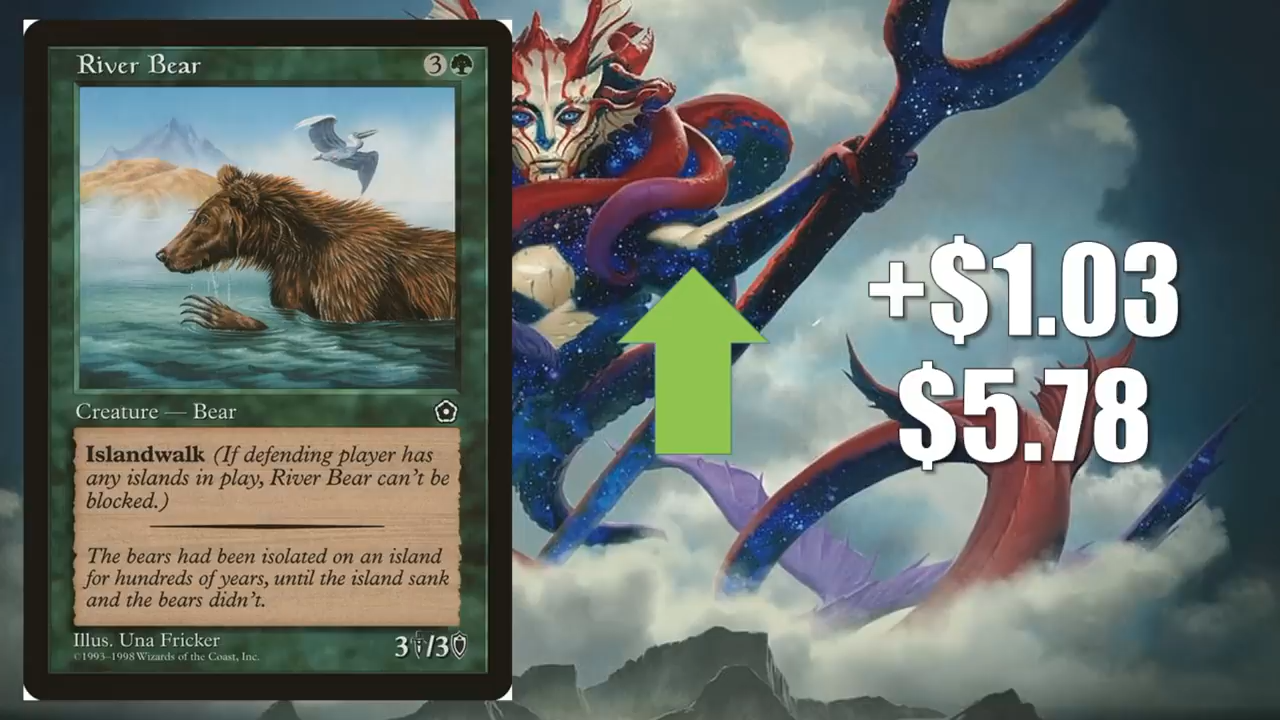 River Bear
3
Creature — Bear
Islandwalk (If defending player has
any islands in play, River Bear can't be
blocked.)
The bears had been isolated on an island
for hundreds of years, until the island sank
and the bears didn't.
Illus. Una Fricker
©1993–1998 Wizards of the Coast, Inc.
3/3
+$1.03
$5.78